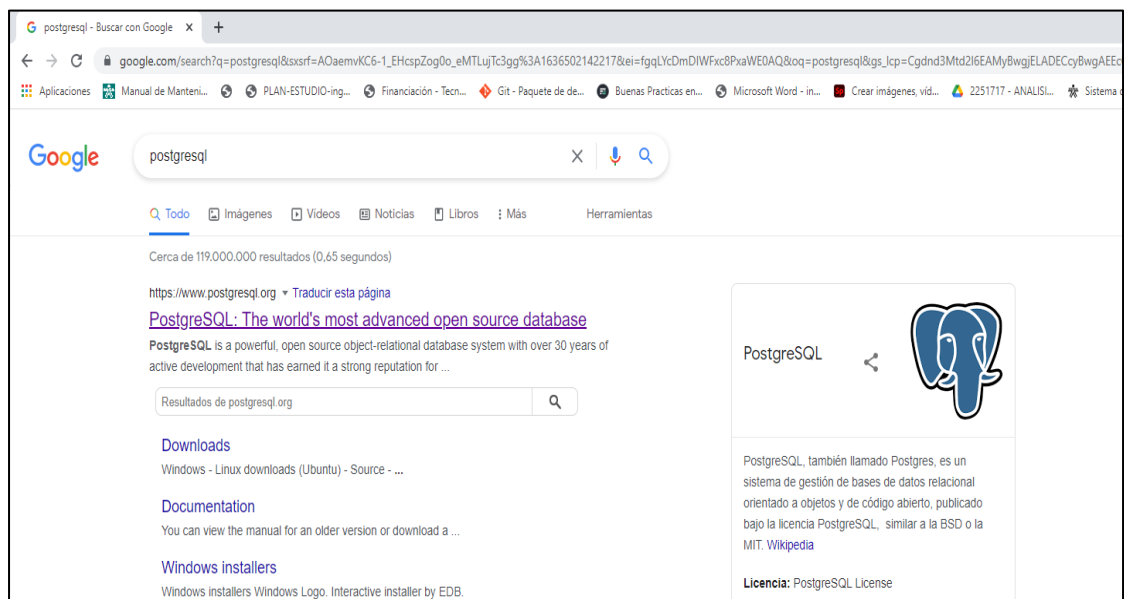 postgresql - Buscar con Google
google.com/search?q=postgresql&sxsrf=AOaemvKC6-1_EHcspZog0o_eMTLujTc3gg%3A1636502142217&ei=fgqLYcDmDIWFxc8PxaWE0AQ&oq=postgresql&gs_lcp=Cgdnd3Mtd2l6EAMyBwgjELADECcyBwgAEEc
Aplicaciones Manual de Manteni... PLAN-ESTUDIO-ing... Financiación - Tecn... Git - Paquete de de... Buenas Practicas en... Microsoft Word - in... Crear imágenes, víd... 2251717 - ANALISI... Sistema
Google
postgresql
Todo Imágenes Videos Noticias Libros Más Herramientas
Cerca de 119.000.000 resultados (0,65 segundos)
https://www.postgresql.org Traducir esta página
PostgreSQL: The world's most advanced open source database
PostgreSQL is a powerful, open source object-relational database system with over 30 years of
active development that has earned it a strong reputation for ...
Resultados de postgresql.org
Downloads
Windows - Linux downloads (Ubuntu) - Source - ...
Documentation
You can view the manual for an older version or download a ...
Windows installers
Windows installers Windows Logo. Interactive installer by EDB.
PostgreSQL
PostgreSQL, también llamado Postgres, es un
sistema de gestión de bases de datos relacional
orientado a objetos y de código abierto, publicado
bajo la licencia PostgreSQL, similar a la BSD o la
MIT. Wikipedia
Licencia: PostgreSQL License